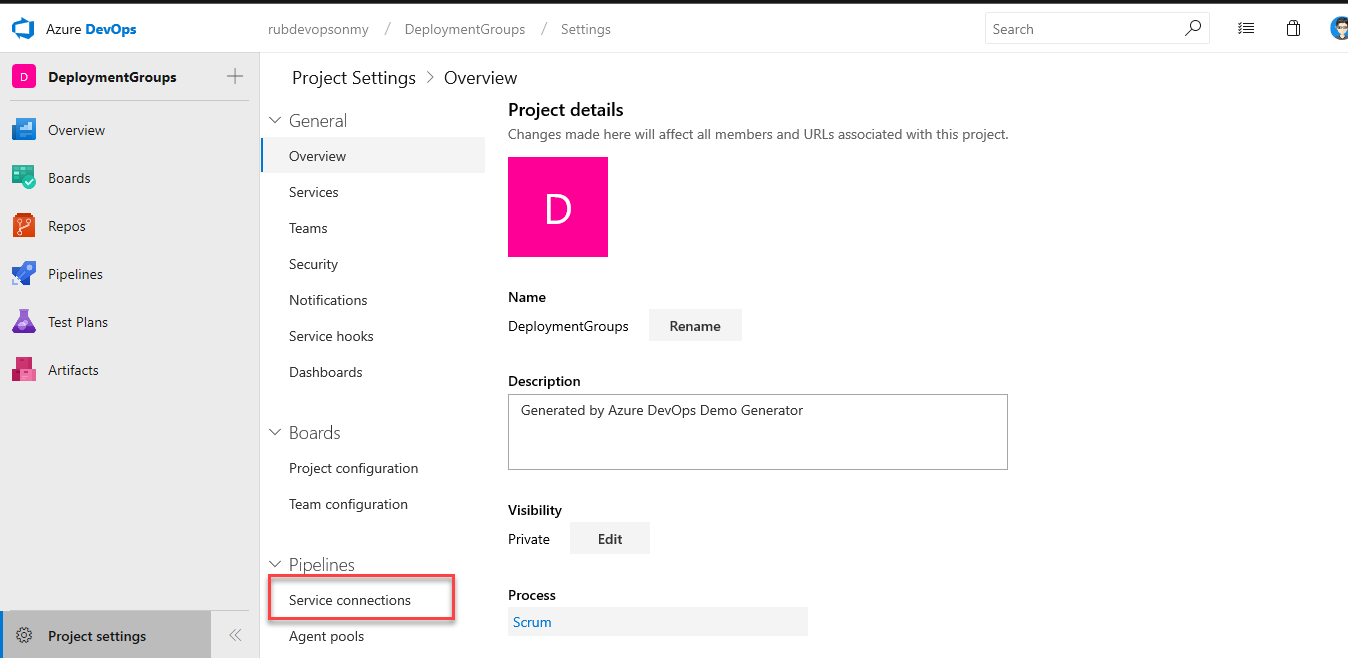 Azure DevOps
rubdevopsonmy / DeploymentGroups / Settings
Search
D DeploymentGroups
Overview
Boards
Repos
Pipelines
Test Plans
Artifacts
Project settings
Project Settings > Overview
General
Overview
Services
Teams
Security
Notifications
Service hooks
Dashboards
Boards
Project configuration
Team configuration
Pipelines
Service connections
Agent pools
Project details
Changes made here will affect all members and URLs associated with this project.
D
Name
DeploymentGroups Rename
Description
Generated by Azure DevOps Demo Generator
Visibility
Private Edit
Process
Scrum